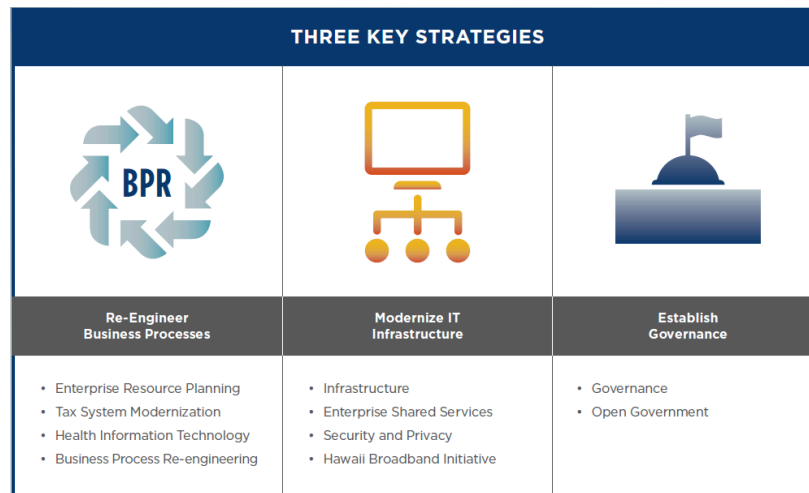 THREE KEY STRATEGIES
BPR
Re-Engineer
Business Processes
• Enterprise Resource Planning
• Tax System Modernization
• Health Information Technology
• Business Process Re-engineering
Modernize IT
Infrastructure
• Infrastructure
• Enterprise Shared Services
• Security and Privacy
• Hawaii Broadband Initiative
Establish
Governance
• Governance
• Open Government